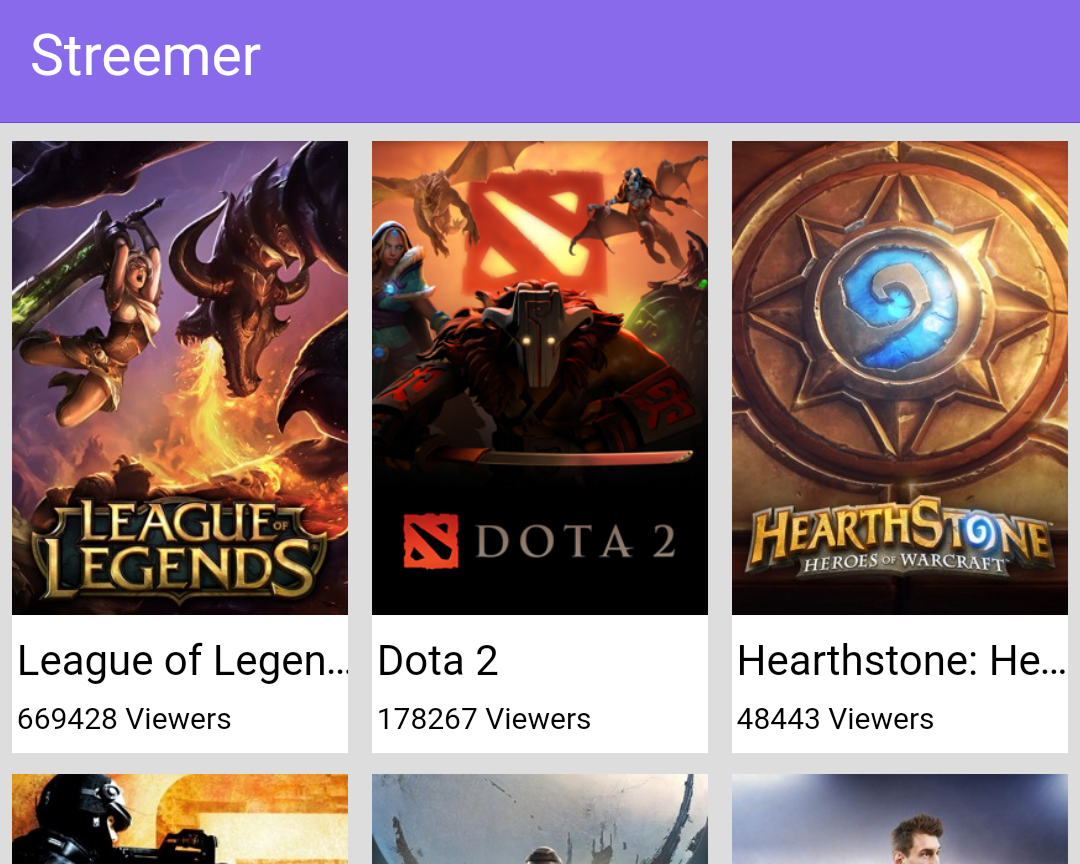 Streemer
LEAGUE OF
LEGENDS
DOTA 2
HEARTHSTONE
HEROES OF WARCRAFT
League of Legen...
Dota 2
Hearthstone: He...
669428 Viewers
178267 Viewers
48443 Viewers